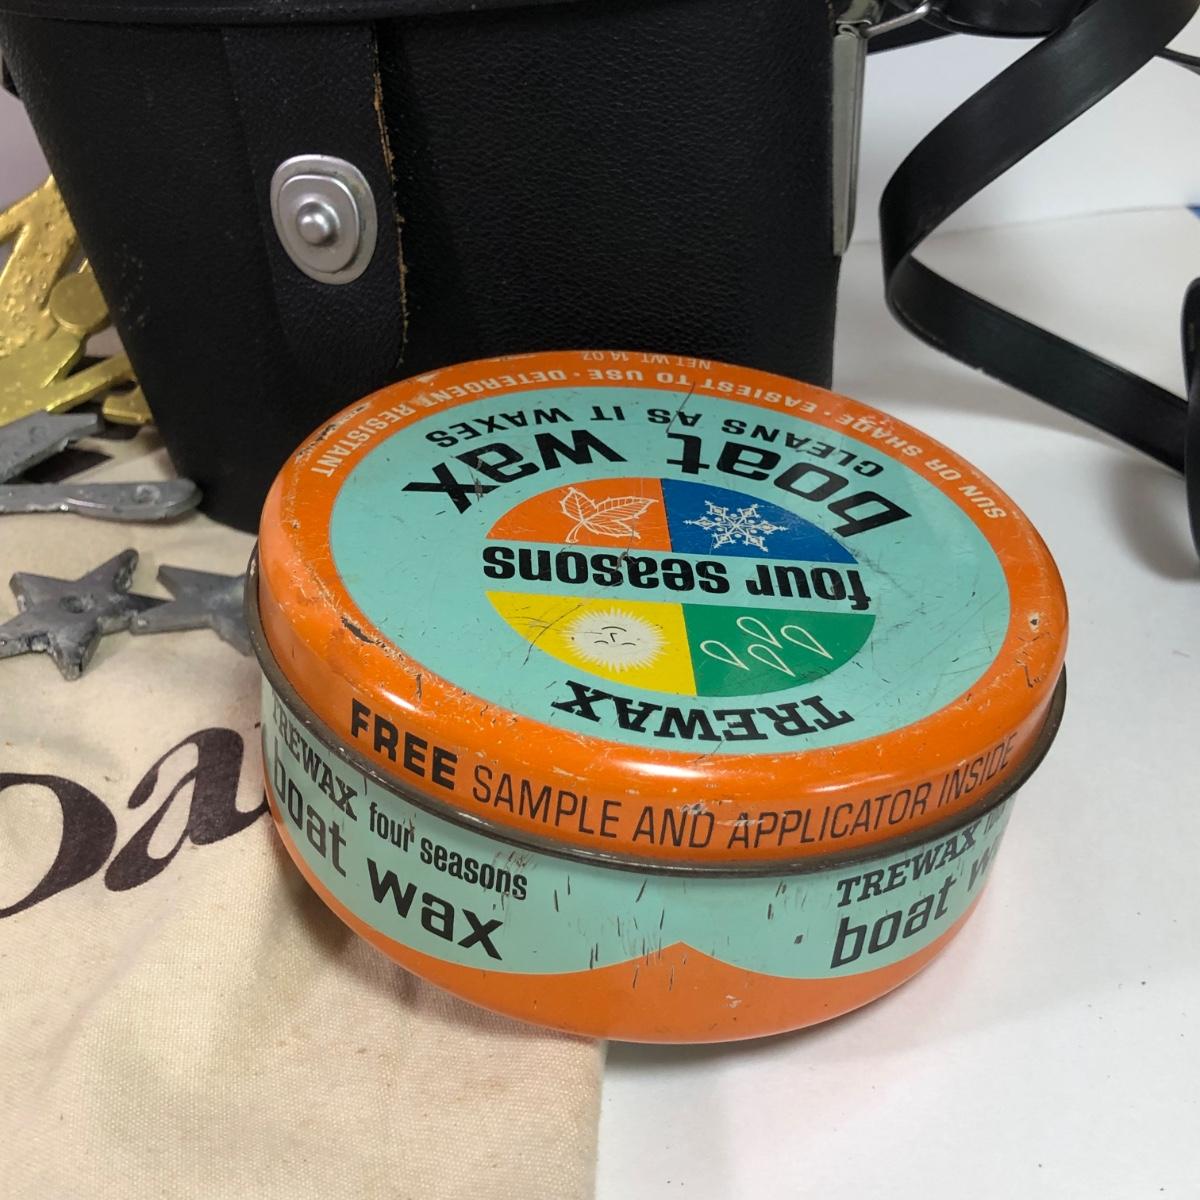 TREWAX
four seasons
boat wax
CLEANS AS IT WAXES
SUN OR SHADE · EASIEST TO USE · DETERGENT RESISTANT
NET WT. 14 OZ
FREE SAMPLE AND APPLICATOR INSIDE
TREWAX four seasons
boat wax
TREWAX
boat